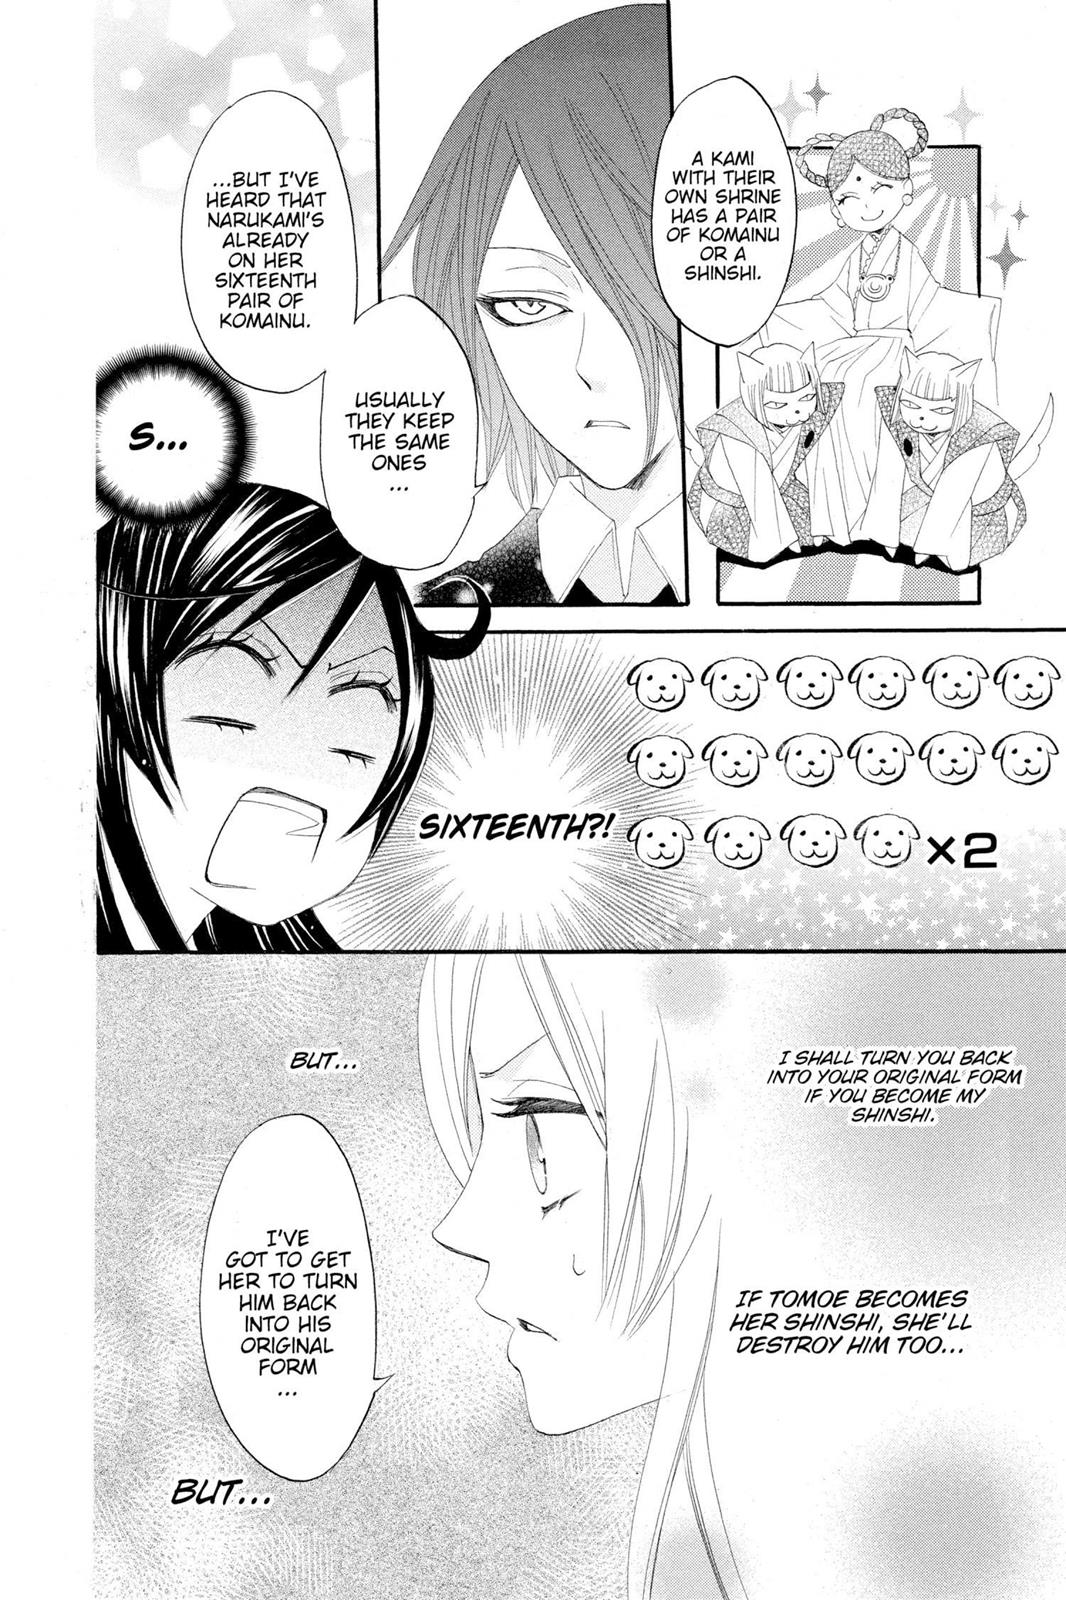 A KAMI
WITH THEIR
OWN SHRINE
HAS A PAIR
OF KOMAINU
OR A
SHINSHI.
USUALLY
THEY KEEP
THE SAME
ONES
...
...BUT I'VE
HEARD THAT
NARUKAMI'S
ALREADY
ON HER
SIXTEENTH
PAIR OF
KOMAINU.
S...
SIXTEENTH?!
×2
I SHALL TURN YOU BACK
INTO YOUR ORIGINAL FORM
IF YOU BECOME MY
SHINSHI.
IF TOMOE BECOMES
HER SHINSHI, SHE'LL
DESTROY HIM TOO...
BUT...
I'VE
GOT TO GET
HER TO TURN
HIM BACK
INTO HIS
ORIGINAL
FORM
...
BUT...